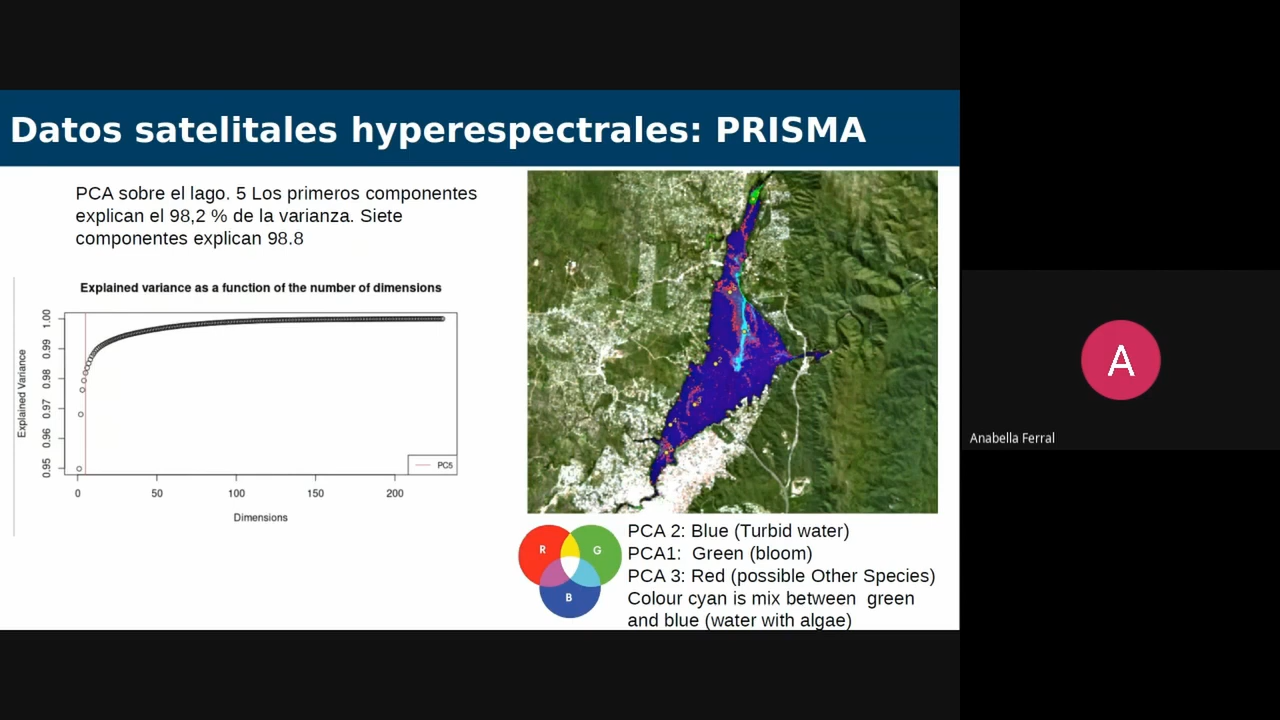 Datos satelitales hyperespectrales: PRISMA
PCA sobre el lago. 5 Los primeros componentes
explican el 98,2 % de la varianza. Siete
componentes explican 98.8
Explained variance as a function of the number of dimensions
Explained Variance
1.00
0.99
0.98
0.97
0.96
0.95
PC5
0 50 100 150 200
Dimensions
R
G
B
PCA 2: Blue (Turbid water)
PCA1: Green (bloom)
PCA 3: Red (possible Other Species)
Colour cyan is mix between green
and blue (water with algae)
A
Anabella Ferral